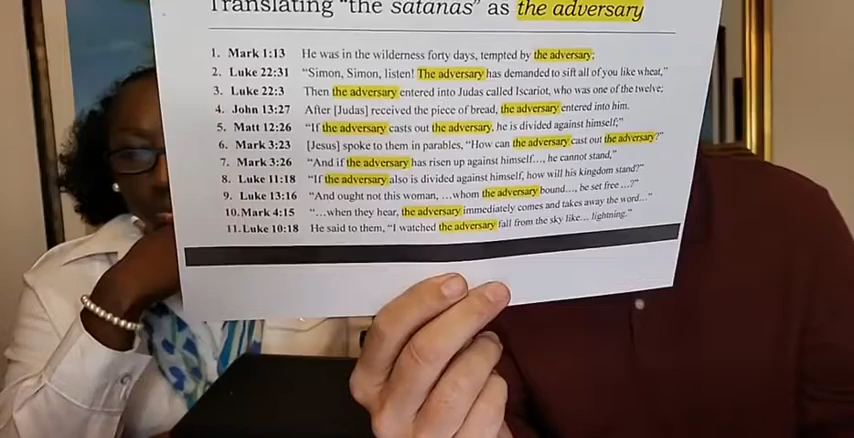 Translating "the satanas" as the adversary
1. Mark 1:13 He was in the wilderness forty days, tempted by the adversary;
2. Luke 22:31 "Simon, Simon, listen! The adversary has demanded to sift all of you like wheat,"
3. Luke 22:3 Then the adversary entered into Judas called Iscariot, who was one of the twelve;
4. John 13:27 After [Judas] received the piece of bread, the adversary entered into him.
5. Matt 12:26 "If the adversary casts out the adversary, he is divided against himself;"
6. Mark 3:23 [Jesus] spoke to them in parables, "How can the adversary cast out the adversary?"
7. Mark 3:26 "And if the adversary has risen up against himself…, he cannot stand,"
8. Luke 11:18 "If the adversary also is divided against himself, how will his kingdom stand?"
9. Luke 13:16 "And ought not this woman, …whom the adversary bound…, be set free …?"
10. Mark 4:15 "…when they hear, the adversary immediately comes and takes away the word…"
11. Luke 10:18 He said to them, "I watched the adversary fall from the sky like… lightning."